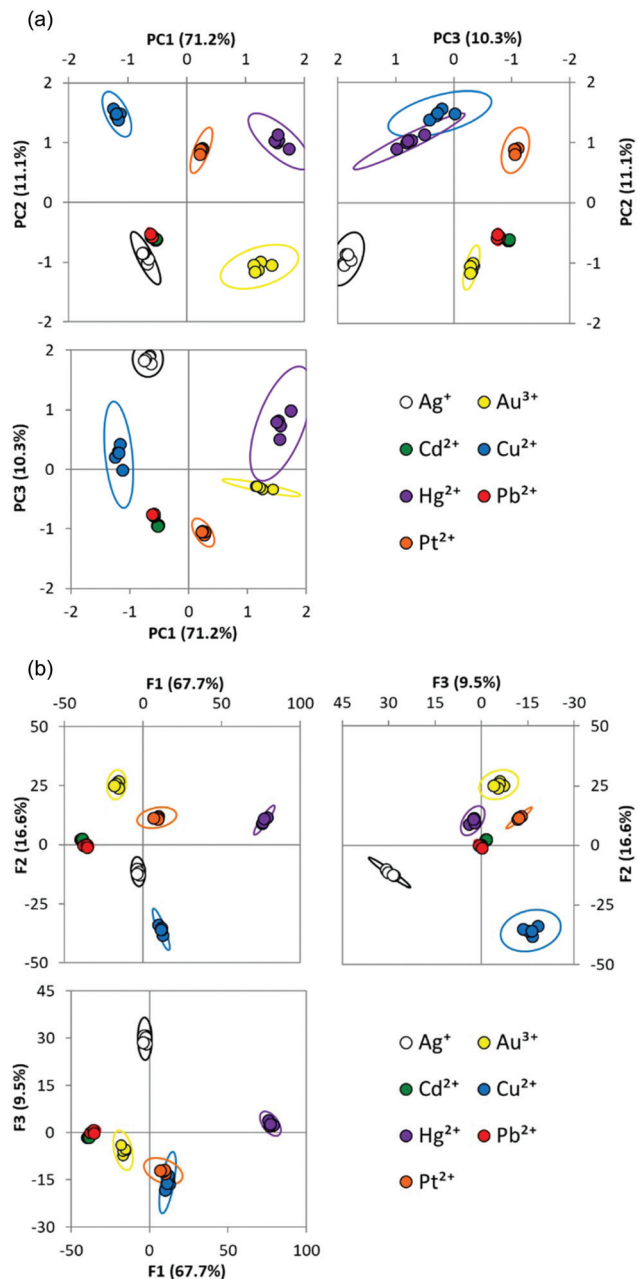 (a)
PC1 (71.2%)
-2 -1 0 1 2
PC3 (10.3%)
2 1 0 -1 -2
PC2 (11.1%)
2
1
0
-1
-2
PC2 (11.1%)
2
1
0
-1
-2
PC3 (10.3%)
2
1
0
-1
-2
-2 -1 0 1 2
PC1 (71.2%)
Ag⁺ Au³⁺
Cd²⁺ Cu²⁺
Hg²⁺ Pb²⁺
Pt²⁺
(b)
F1 (67.7%)
-50 0 50 100
F3 (9.5%)
45 30 15 0 -15 -30
F2 (16.6%)
50
25
0
-25
-50
F2 (16.6%)
50
25
0
-25
-50
F3 (9.5%)
45
30
15
0
-15
-30
-50 0 50 100
F1 (67.7%)
Ag⁺ Au³⁺
Cd²⁺ Cu²⁺
Hg²⁺ Pb²⁺
Pt²⁺